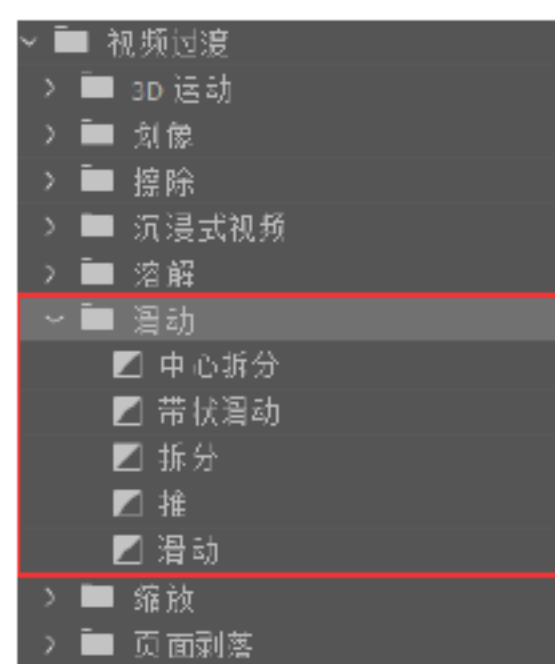 视频过渡
3D 运动
划像
擦除
沉浸式视频
溶解
滑动
中心拆分
带状滑动
拆分
推
滑动
缩放
页面剥落